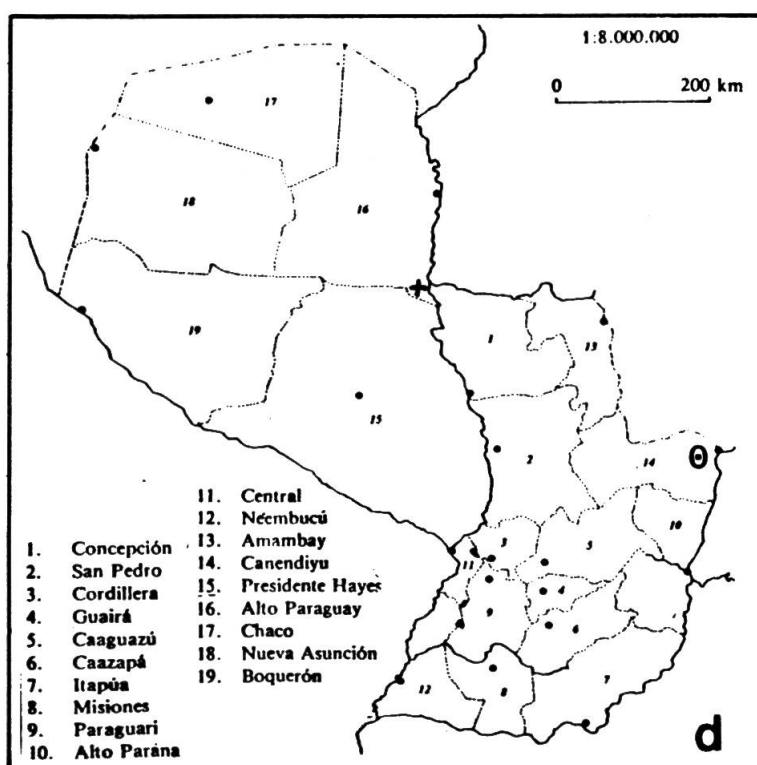 1:8.000.000
0 200 km
17
18
16
19
1
13
15
2
14
3
10
5
11
4
9
6
7
12
8
1. Concepción
2. San Pedro
3. Cordillera
4. Guairá
5. Caaguazú
6. Caazapá
7. Itapúa
8. Misiones
9. Paraguarí
10. Alto Parána
11. Central
12. Néembucú
13. Amambay
14. Canendiyu
15. Presidente Hayes
16. Alto Paraguay
17. Chaco
18. Nueva Asunción
19. Boquerón
d